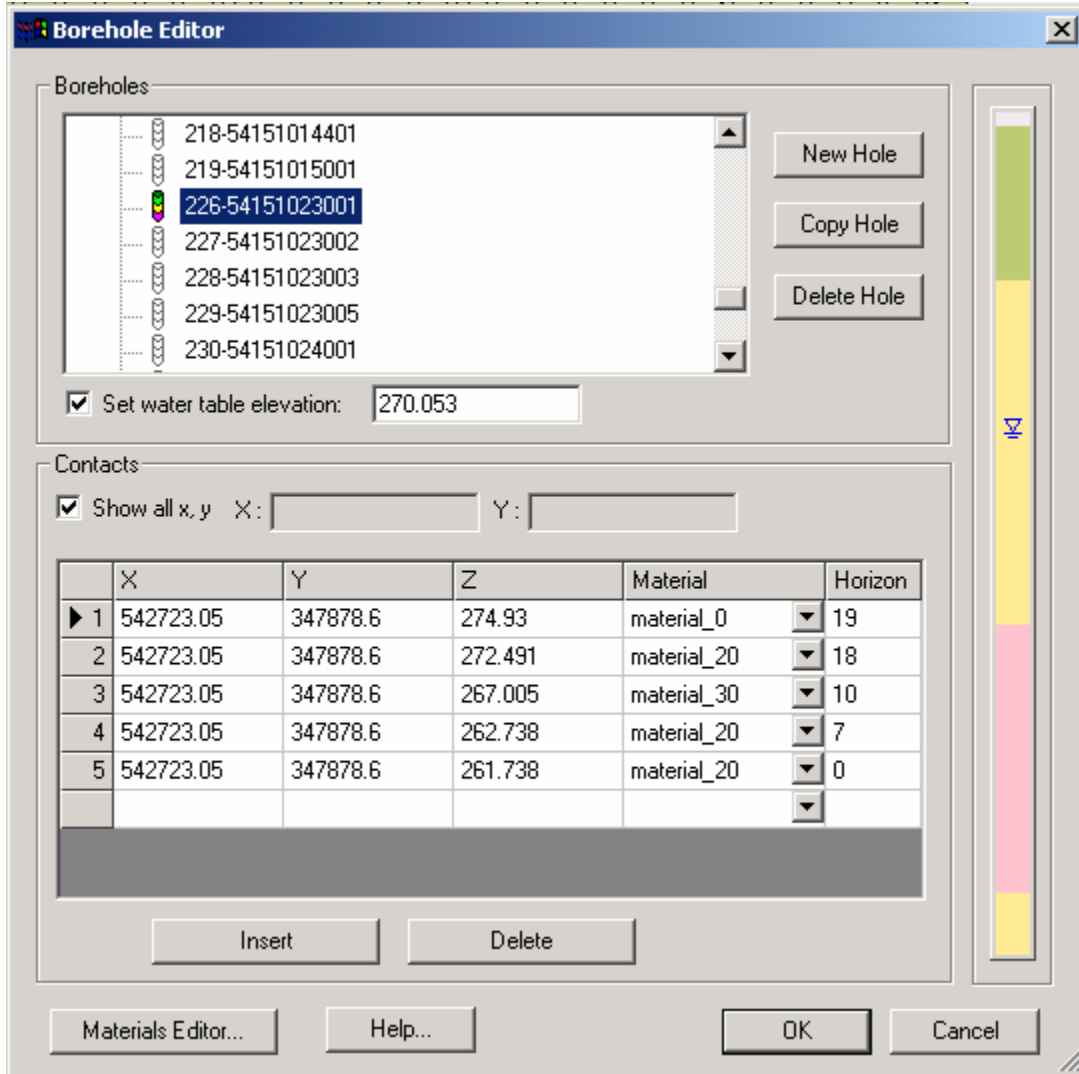 Borehole Editor
Boreholes
218-54151014401
219-54151015001
226-54151023001
227-54151023002
228-54151023003
229-54151023005
230-54151024001
New Hole
Copy Hole
Delete Hole
Set water table elevation: 270.053
Contacts
Show all x, y X: Y:
X Y Z Material Horizon
1 542723.05 347878.6 274.93 material_0 19
2 542723.05 347878.6 272.491 material_20 18
3 542723.05 347878.6 267.005 material_30 10
4 542723.05 347878.6 262.738 material_20 7
5 542723.05 347878.6 261.738 material_20 0
Insert Delete
Materials Editor... Help... OK Cancel